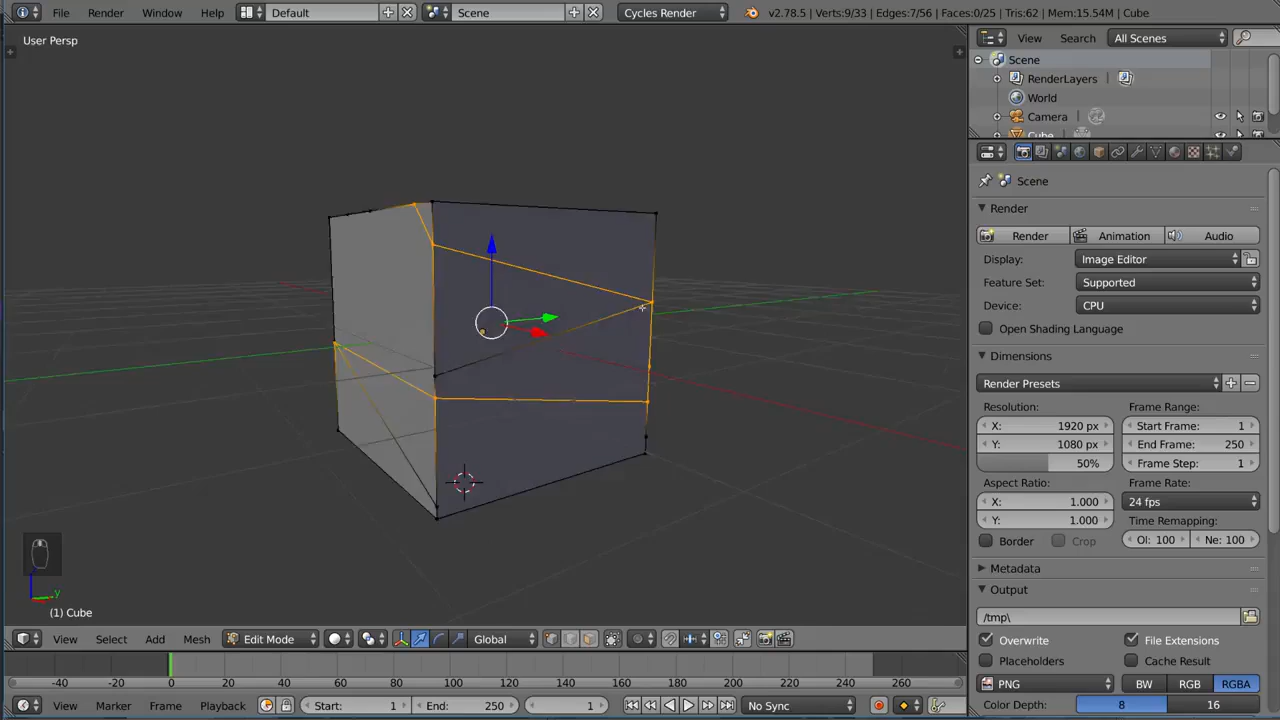 File Render Window Help Default Scene Cycles Render v2.78.5 | Verts:9/33 | Edges:7/56 | Faces:0/25 | Tris:62 | Mem:15.54M | Cube
User Persp
View Search All Scenes
Scene
RenderLayers
World
Camera
Cube
Scene
Render
Render Animation Audio
Display: Image Editor
Feature Set: Supported
Device: CPU
Open Shading Language
Dimensions
Render Presets
Resolution: Frame Range:
X: 1920 px Start Frame: 1
Y: 1080 px End Frame: 250
50% Frame Step: 1
Aspect Ratio: Frame Rate:
X: 1.000 24 fps
Y: 1.000 Time Remapping:
Border Crop Ol: 100 Ne: 100
Metadata
Output
/tmp\
Overwrite File Extensions
Placeholders Cache Result
PNG BW RGB RGBA
Color Depth: 8 16
z
y
(1) Cube
View Select Add Mesh Edit Mode Global
-40 -20 0 20 40 60 80 100 120 140 160 180 200 220 240 260 280
View Marker Frame Playback Start: 1 End: 250 1 No Sync